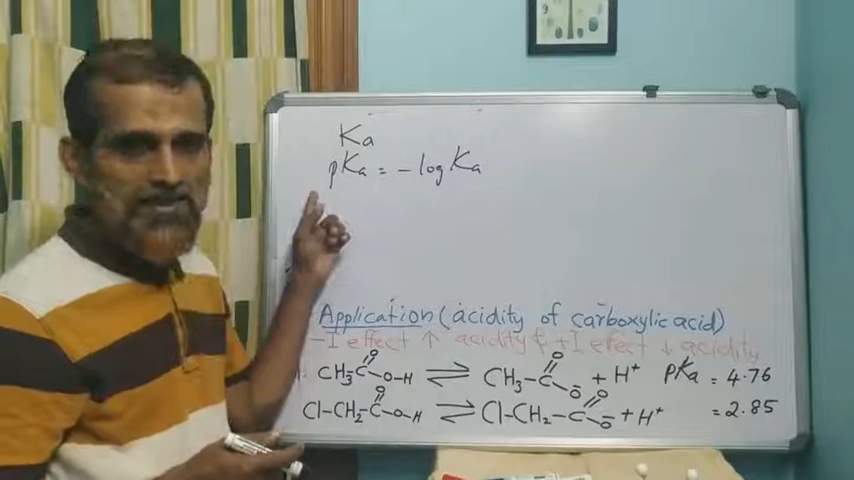 Ka
pKa = -log Ka
Application (acidity of carboxylic acid)
-I effect ↑ acidity & +I effect ↓ acidity
CH₃-C(=O)-O-H ⇌ CH₃-C(=O)-O⁻ + H⁺ pKa = 4.76
Cl-CH₂-C(=O)-O-H ⇌ Cl-CH₂-C(=O)-O⁻ + H⁺ = 2.85